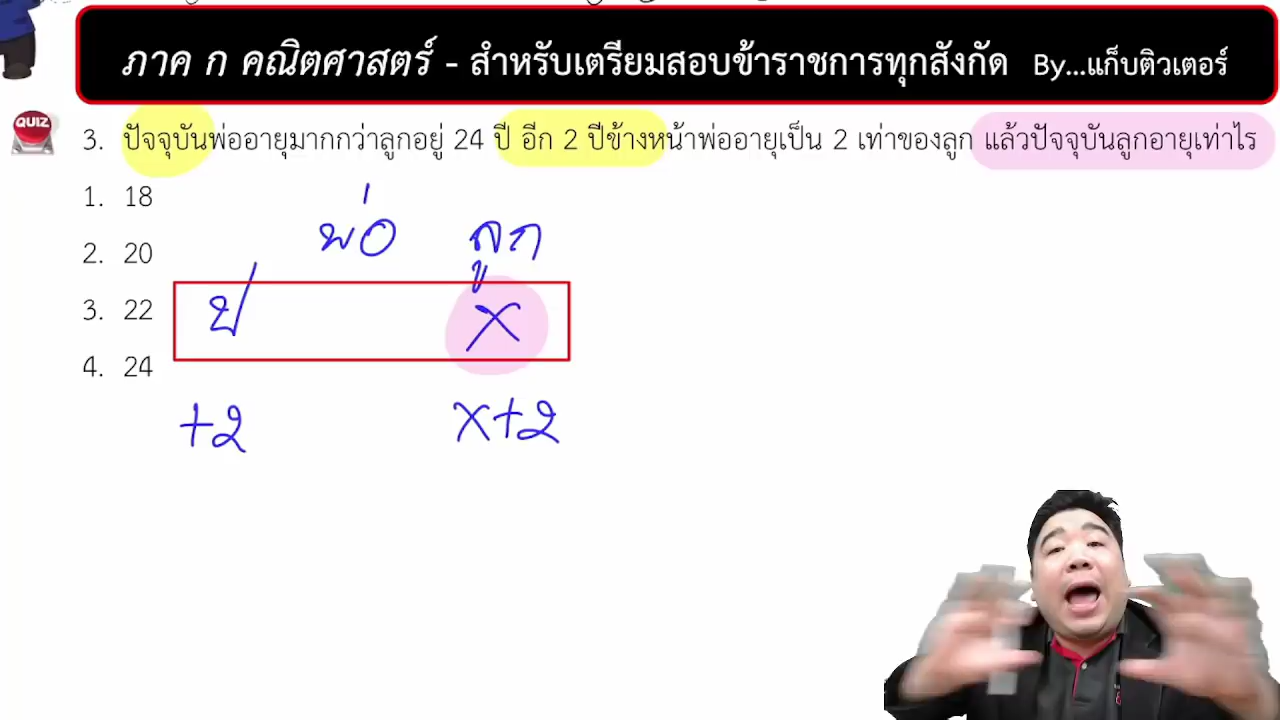 ภาค ก คณิตศาสตร์ - สำหรับเตรียมสอบข้าราชการทุกสังกัด By...แก็บติวเตอร์
QUIZ
3. ปัจจุบันพ่ออายุมากกว่าลูกอยู่ 24 ปี อีก 2 ปีข้างหน้าพ่ออายุเป็น 2 เท่าของลูก แล้วปัจจุบันลูกอายุเท่าไร
1. 18
2. 20
3. 22
4. 24
พ่อ ลูก
ป x
+2 x+2